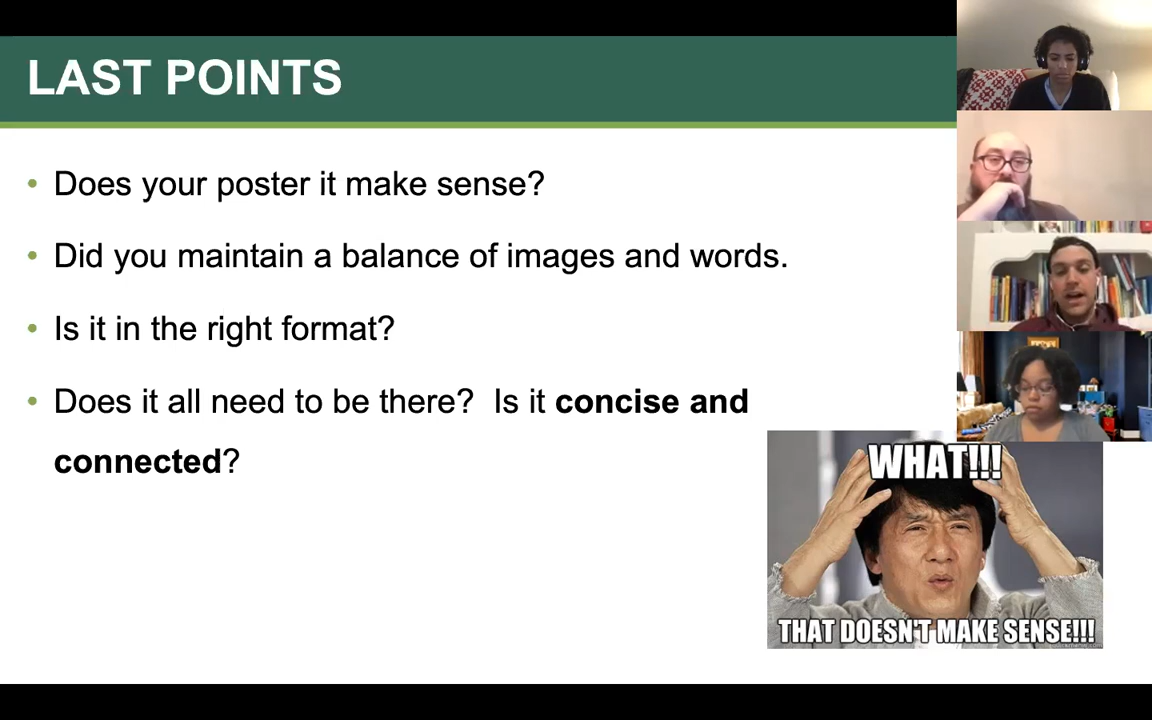 LAST POINTS
• Does your poster it make sense?
• Did you maintain a balance of images and words.
• Is it in the right format?
• Does it all need to be there?  Is it concise and
connected?
WHAT!!!
THAT DOESN'T MAKE SENSE!!!